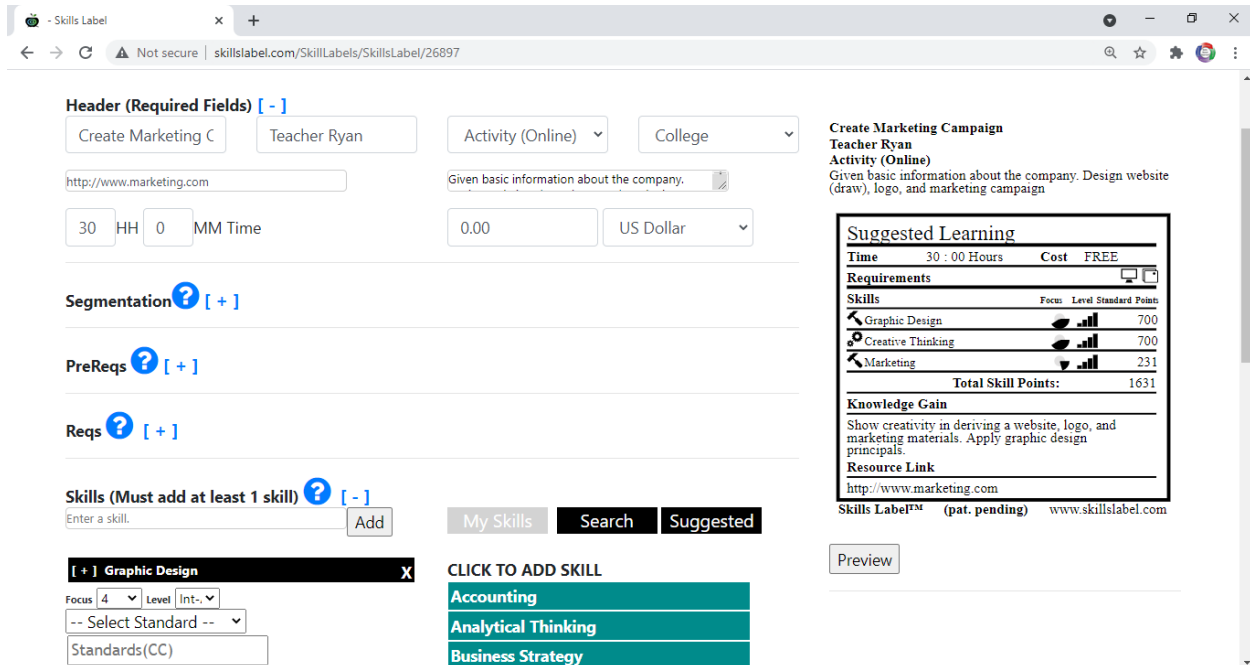 - Skills Label
Not secure | skillslabel.com/SkillLabels/SkillsLabel/26897
Header (Required Fields) [ - ]
Create Marketing C Teacher Ryan Activity (Online) College
http://www.marketing.com Given basic information about the company.
30 HH 0 MM Time 0.00 US Dollar
Segmentation ? [ + ]
PreReqs ? [ + ]
Reqs ? [ + ]
Skills (Must add at least 1 skill) ? [ - ]
Enter a skill. Add My Skills Search Suggested
[ + ] Graphic Design X
Focus 4 Level Int-.
-- Select Standard --
Standards(CC)
CLICK TO ADD SKILL
Accounting
Analytical Thinking
Business Strategy
Create Marketing Campaign
Teacher Ryan
Activity (Online)
Given basic information about the company. Design website
(draw), logo, and marketing campaign
Suggested Learning
Time 30 : 00 Hours Cost FREE
Requirements
Skills Focus Level Standard Points
Graphic Design 700
Creative Thinking 700
Marketing 231
Total Skill Points: 1631
Knowledge Gain
Show creativity in deriving a website, logo, and
marketing materials. Apply graphic design
principals.
Resource Link
http://www.marketing.com
Skills Label™ (pat. pending) www.skillslabel.com
Preview